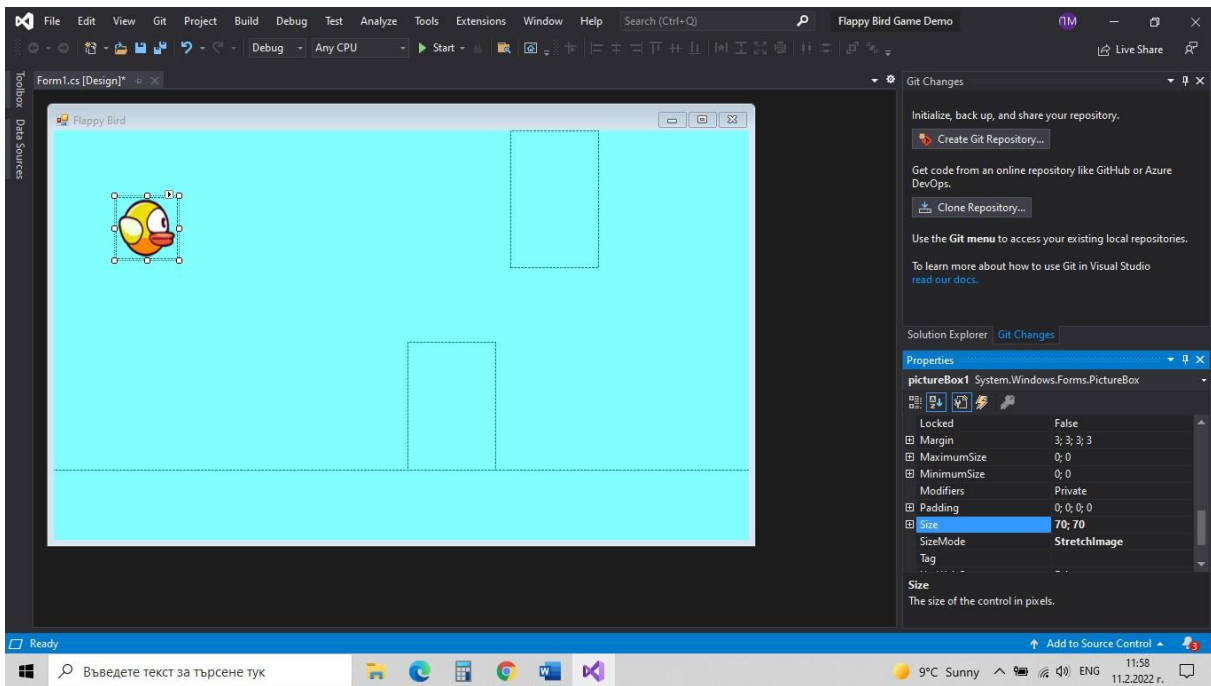 File Edit View Git Project Build Debug Test Analyze Tools Extensions Window Help Search (Ctrl+Q) Flappy Bird Game Demo ПМ
Debug Any CPU Start Live Share
Toolbox
Data Sources
Form1.cs [Design]*
Flappy Bird
Git Changes
Initialize, back up, and share your repository.
Create Git Repository...
Get code from an online repository like GitHub or Azure
DevOps.
Clone Repository...
Use the Git menu to access your existing local repositories.
To learn more about how to use Git in Visual Studio
read our docs.
Solution Explorer Git Changes
Properties
pictureBox1 System.Windows.Forms.PictureBox
Locked False
Margin 3; 3; 3; 3
MaximumSize 0; 0
MinimumSize 0; 0
Modifiers Private
Padding 0; 0; 0; 0
Size 70; 70
SizeMode StretchImage
Tag
Size
The size of the control in pixels.
Ready Add to Source Control 3
Въведете текст за търсене тук 9°C Sunny ENG 11:58
11.2.2022 г.